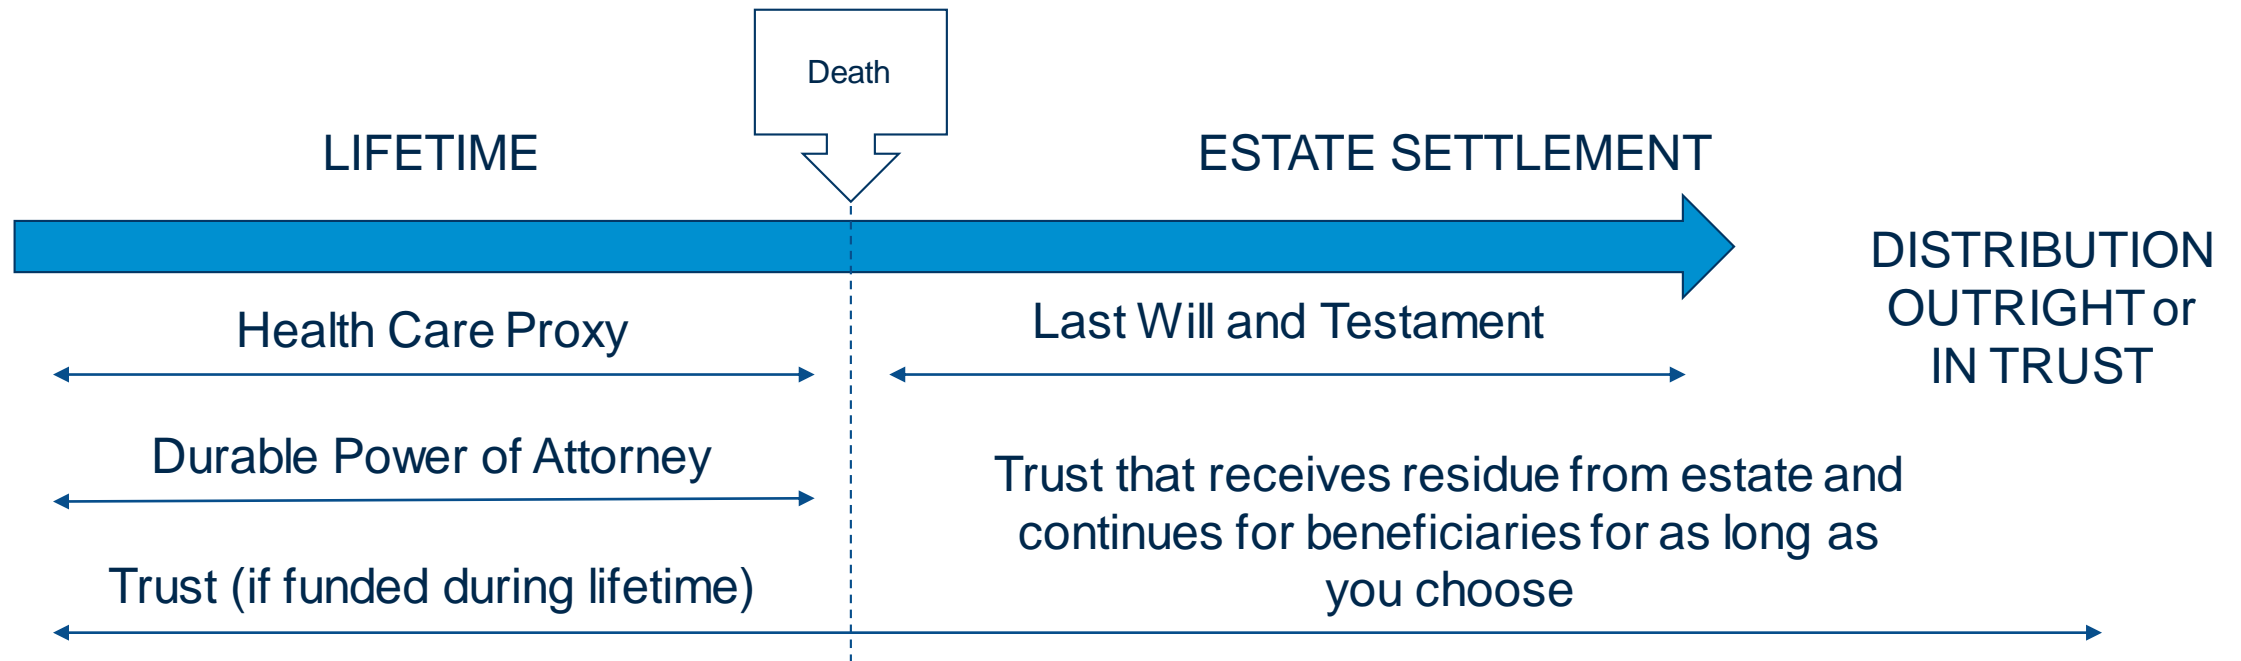 Death
LIFETIME
ESTATE SETTLEMENT
DISTRIBUTION
OUTRIGHT or
IN TRUST
Health Care Proxy
Last Will and Testament
Durable Power of Attorney
Trust that receives residue from estate and
continues for beneficiaries for as long as
you choose
Trust (if funded during lifetime)